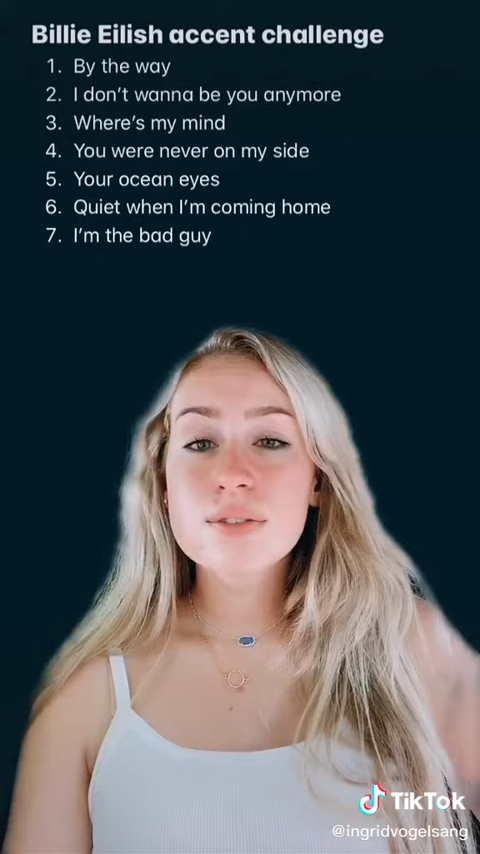 Billie Eilish accent challenge
1. By the way
2. I don't wanna be you anymore
3. Where's my mind
4. You were never on my side
5. Your ocean eyes
6. Quiet when I'm coming home
7. I'm the bad guy
TikTok
@ingridvogelsang